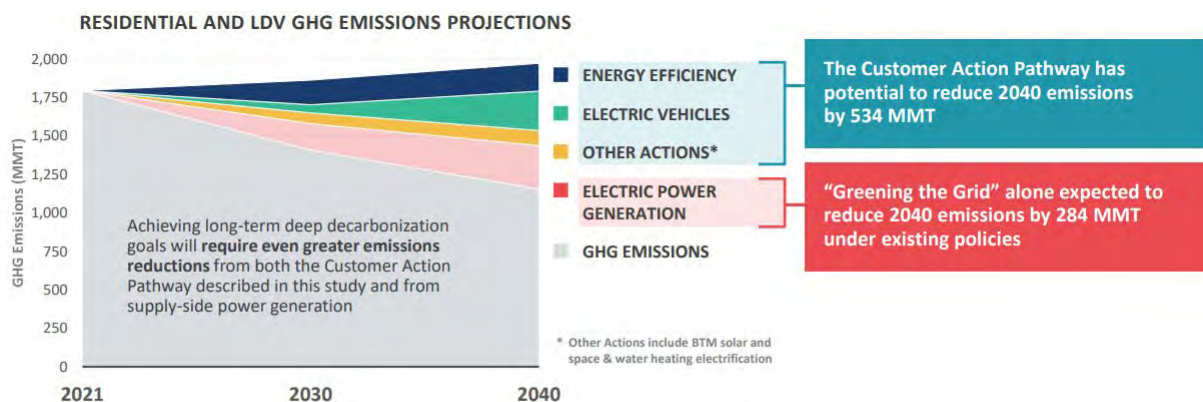 RESIDENTIAL AND LDV GHG EMISSIONS PROJECTIONS
GHG Emissions (MMT)
2,000
1,750
1,500
1,250
1,000
750
500
250
0
2021
2030
2040
Achieving long-term deep decarbonization
goals will require even greater emissions
reductions from both the Customer Action
Pathway described in this study and from
supply-side power generation
ENERGY EFFICIENCY
ELECTRIC VEHICLES
OTHER ACTIONS*
ELECTRIC POWER
GENERATION
GHG EMISSIONS
* Other Actions include BTM solar and
space & water heating electrification
The Customer Action Pathway has
potential to reduce 2040 emissions
by 534 MMT
“Greening the Grid” alone expected to
reduce 2040 emissions by 284 MMT
under existing policies